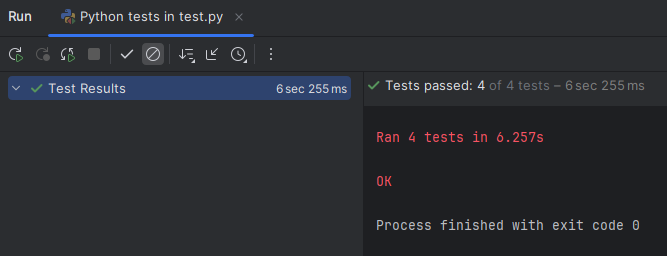 Run Python tests in test.py
Test Results 6 sec 255 ms
Tests passed: 4 of 4 tests – 6 sec 255 ms
Ran 4 tests in 6.257s
OK
Process finished with exit code 0